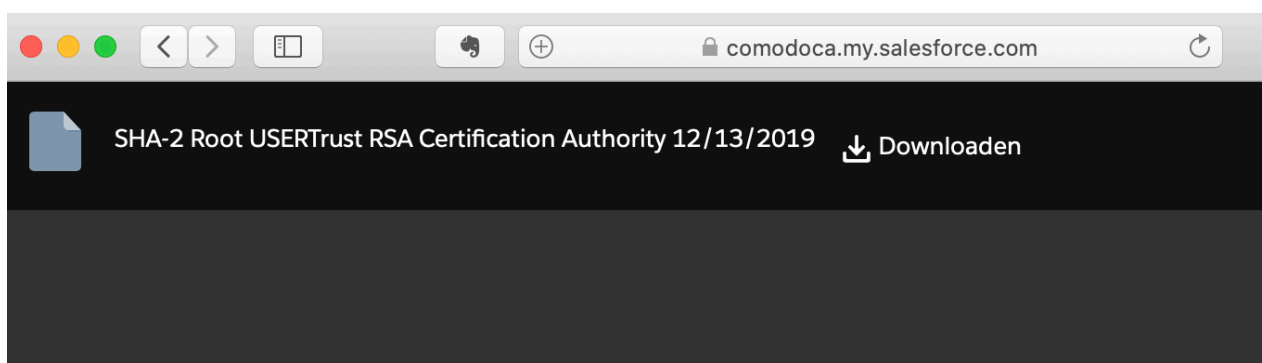 comodoca.my.salesforce.com
SHA-2 Root USERTrust RSA Certification Authority 12/13/2019
Downloaden